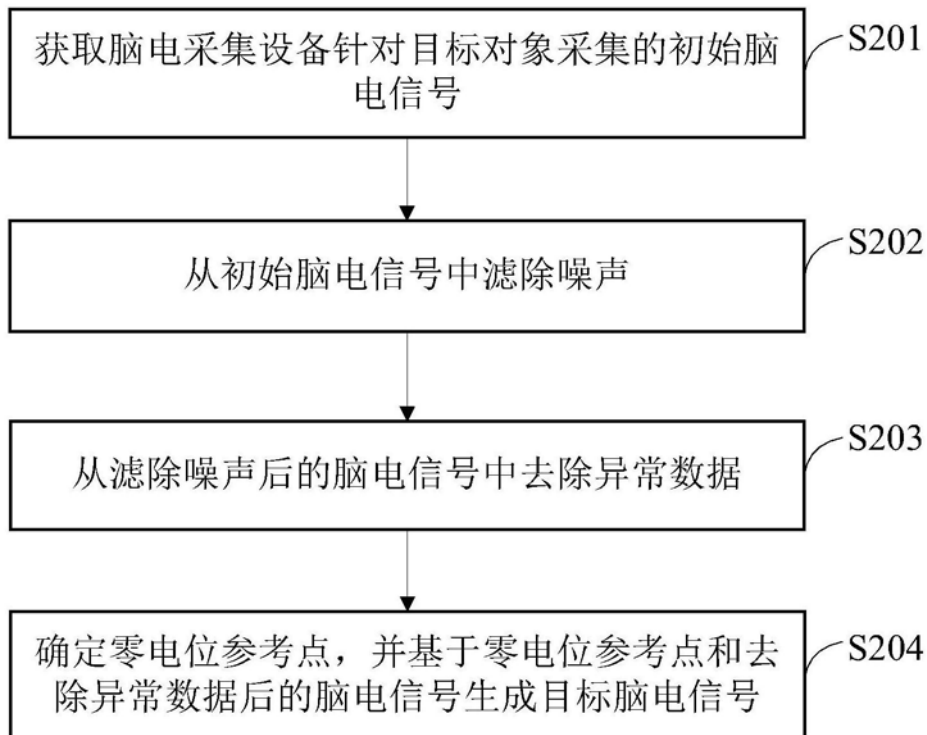 获取脑电采集设备针对目标对象采集的初始脑
电信号
S201
从初始脑电信号中滤除噪声
S202
从滤除噪声后的脑电信号中去除异常数据
S203
确定零电位参考点，并基于零电位参考点和去
除异常数据后的脑电信号生成目标脑电信号
S204